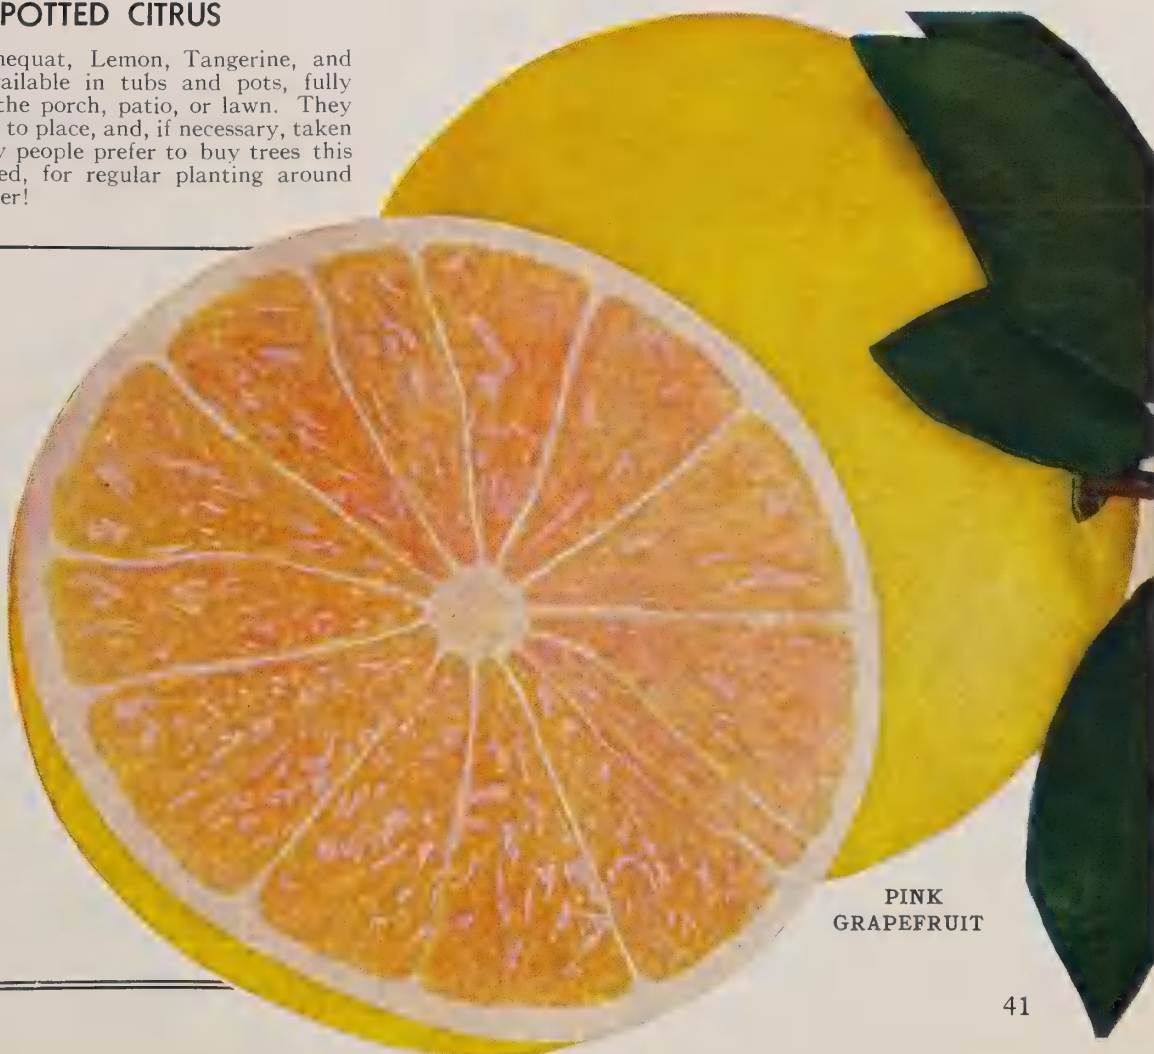 POTTED CITRUS
nequat, Lemon, Tangerine, and
ailable in tubs and pots, fully
the porch, patio, or lawn. They
to place, and, if necessary, taken
y people prefer to buy trees this
ed, for regular planting around
er!
PINK
GRAPEFRUIT
41